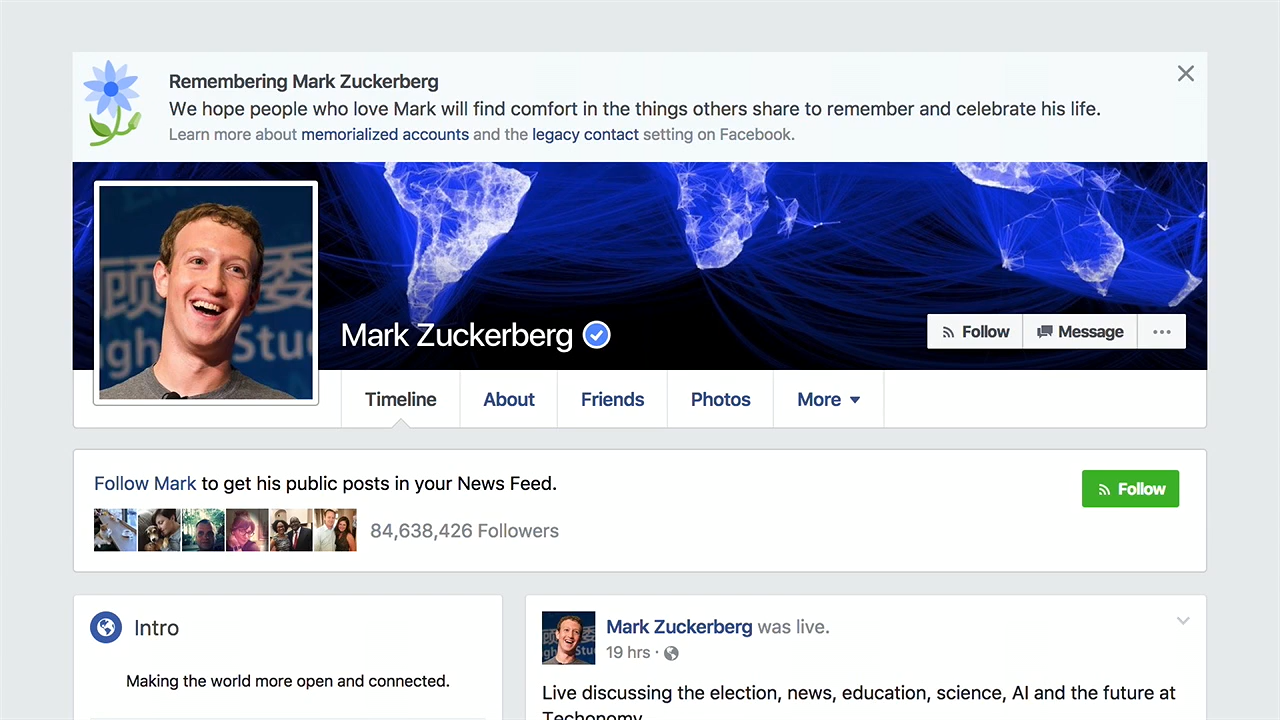 Remembering Mark Zuckerberg
We hope people who love Mark will find comfort in the things others share to remember and celebrate his life.
Learn more about memorialized accounts and the legacy contact setting on Facebook.
Mark Zuckerberg
Follow
Message
Timeline
About
Friends
Photos
More
Follow Mark to get his public posts in your News Feed.
Follow
84,638,426 Followers
Intro
Making the world more open and connected.
Mark Zuckerberg was live.
19 hrs ·
Live discussing the election, news, education, science, AI and the future at
Techonomy